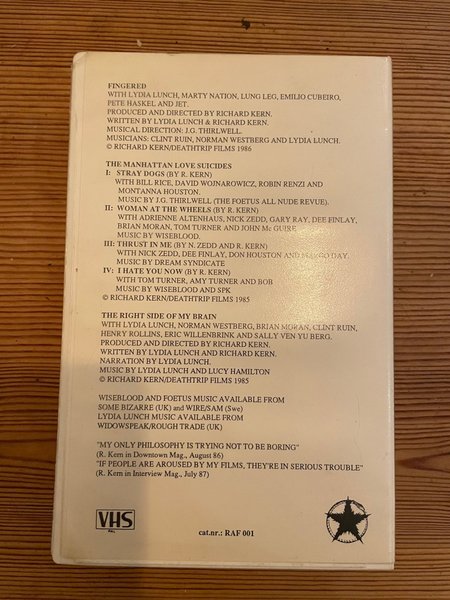 FINGERED
WITH LYDIA LUNCH, MARTY NATION, LUNG LEG, EMILIO CUBEIRO,
PETE HASKEL AND JET.
PRODUCED AND DIRECTED BY RICHARD KERN.
WRITTEN BY LYDIA LUNCH & RICHARD KERN.
MUSICAL DIRECTION: J.G. THIRLWELL.
MUSICIANS: CLINT RUIN, NORMAN WESTBERG AND LYDIA LUNCH.
© RICHARD KERN/DEATHTRIP FILMS 1986
THE MANHATTAN LOVE SUICIDES
I: STRAY DOGS (BY R. KERN)
WITH BILL RICE, DAVID WOJNAROWICZ, ROBIN RENZI AND
MONTANNA HOUSTON.
MUSIC BY J.G. THIRLWELL (THE FOETUS ALL NUDE REVUE).
II: WOMAN AT THE WHEELS (BY R. KERN)
WITH ADRIENNE ALTENHAUS, NICK ZEDD, GARY RAY, DEE FINLAY,
BRIAN MORAN, TOM TURNER AND JOHN Mc GUIRE.
MUSIC BY WISEBLOOD.
III: THRUST IN ME (BY N. ZEDD AND R. KERN)
WITH NICK ZEDD, DEE FINLAY, DON HOUSTON AND MARGO DAY.
MUSIC BY DREAM SYNDICATE
IV: I HATE YOU NOW (BY R. KERN)
WITH TOM TURNER, AMY TURNER AND BOB
MUSIC BY WISEBLOOD AND SPK
© RICHARD KERN/DEATHTRIP FILMS 1985
THE RIGHT SIDE OF MY BRAIN
WITH LYDIA LUNCH, NORMAN WESTBERG, BRIAN MORAN, CLINT RUIN,
HENRY ROLLINS, ERIC WILLENBRINK AND SALLY VEN YU BERG.
PRODUCED AND DIRECTED BY RICHARD KERN.
WRITTEN BY LYDIA LUNCH AND RICHARD KERN.
NARRATION BY LYDIA LUNCH.
MUSIC BY LYDIA LUNCH AND LUCY HAMILTON
© RICHARD KERN/DEATHTRIP FILMS 1985
WISEBLOOD AND FOETUS MUSIC AVAILABLE FROM
SOME BIZARRE (UK) and WIRE/SAM (Swe)
LYDIA LUNCH MUSIC AVAILABLE FROM
WIDOWSPEAK/ROUGH TRADE (UK)
"MY ONLY PHILOSOPHY IS TRYING NOT TO BE BORING"
(R. Kern in Downtown Mag., August 86)
"IF PEOPLE ARE AROUSED BY MY FILMS, THEY'RE IN SERIOUS TROUBLE"
(R. Kern in Interview Mag., July 87)
VHS
PAL
cat.nr.: RAF 001